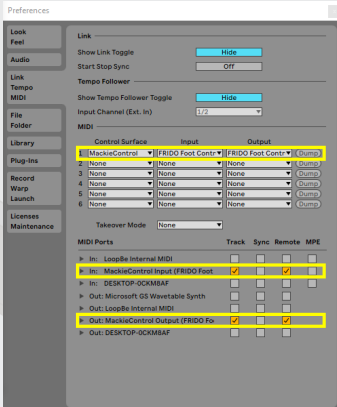 Preferences
Look
Feel
Audio
Link
Tempo
MIDI
File
Folder
Library
Plug-Ins
Record
Warp
Launch
Licenses
Maintenance
Link
Show Link Toggle Hide
Start Stop Sync Off
Tempo Follower
Show Tempo Follower Toggle Hide
Input Channel (Ext. In) 1/2
MIDI
Control Surface Input Output
1 MackieControl FRIDO Foot Contr FRIDO Foot Contr Dump
2 None None None Dump
3 None None None Dump
4 None None None Dump
5 None None None Dump
6 None None None Dump
Takeover Mode None
MIDI Ports Track Sync Remote MPE
In: LoopBe Internal MIDI
In: MackieControl Input (FRIDO Foot
In: DESKTOP-0CKM8AF
Out: Microsoft GS Wavetable Synth
Out: LoopBe Internal MIDI
Out: MackieControl Output (FRIDO Fo
Out: DESKTOP-0CKM8AF